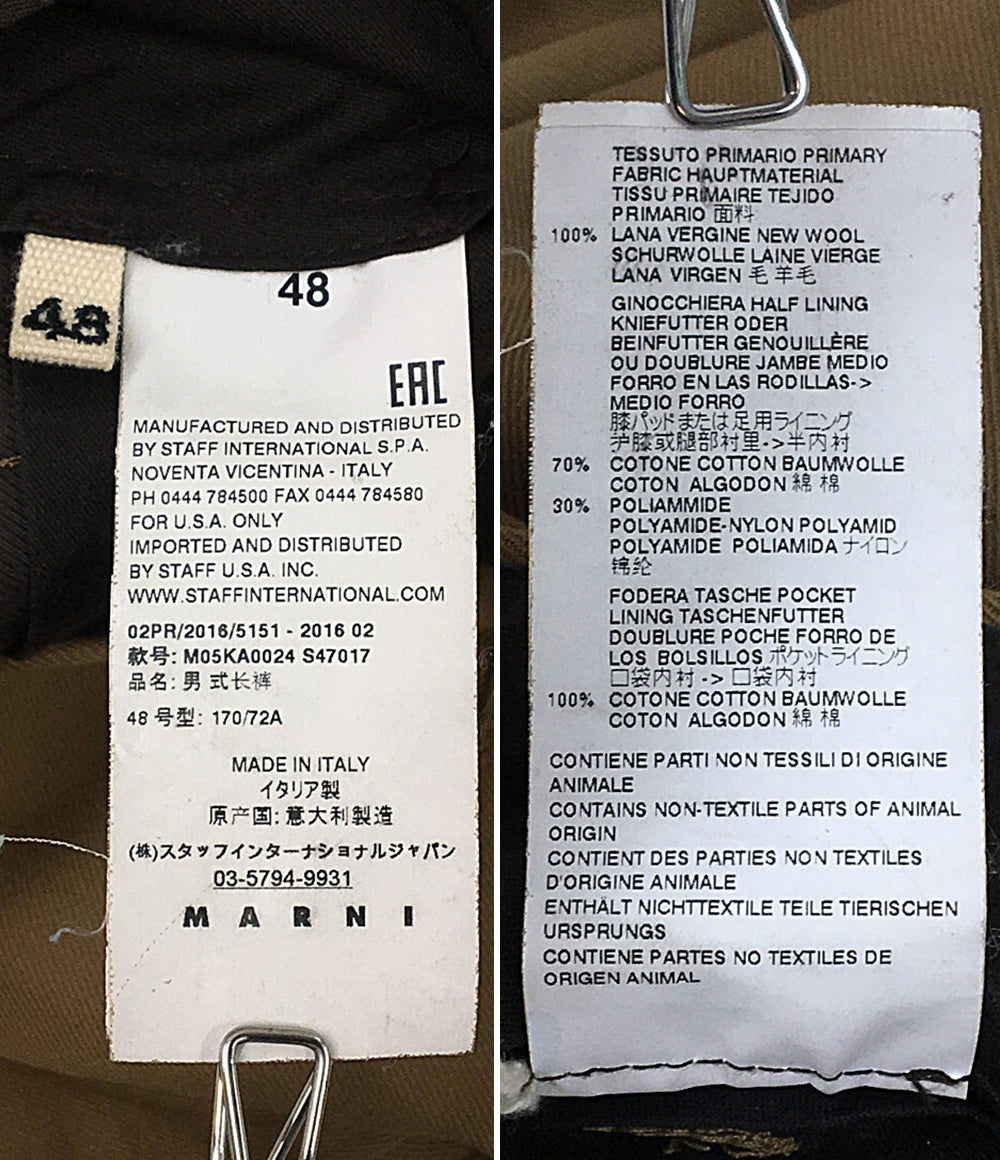 48
48
EAC
MANUFACTURED AND DISTRIBUTED
BY STAFF INTERNATIONAL S.P.A.
NOVENTA VICENTINA - ITALY
PH 0444 784500 FAX 0444 784580
FOR U.S.A. ONLY
IMPORTED AND DISTRIBUTED
BY STAFF U.S.A. INC.
WWW.STAFFINTERNATIONAL.COM
02PR/2016/5151 - 2016 02
款号: M05KA0024 S47017
品名: 男 式长裤
48 号型: 170/72A
MADE IN ITALY
イタリア製
原产国: 意大利製造
(株)スタッフインターナショナルジャパン
03-5794-9931
MARNI
TESSUTO PRIMARIO PRIMARY
FABRIC HAUPTMATERIAL
TISSU PRIMAIRE TEJIDO
PRIMARIO 面料
100% LANA VERGINE NEW WOOL
SCHURWOLLE LAINE VIERGE
LANA VIRGEN 毛 羊毛
GINOCCHIERA HALF LINING
KNIEFUTTER ODER
BEINFUTTER GENOUILLÈRE
OU DOUBLURE JAMBE MEDIO
FORRO EN LAS RODILLAS->
MEDIO FORRO
膝パッドまたは足用ライニング
护膝或腿部衬里->半内衬
70% COTONE COTTON BAUMWOLLE
COTON ALGODON 綿 棉
30% POLIAMMIDE
POLYAMIDE-NYLON POLYAMID
POLYAMIDE POLIAMIDA ナイロン
锦纶
FODERA TASCHE POCKET
LINING TASCHENFUTTER
DOUBLURE POCHE FORRO DE
LOS BOLSILLOS ポケットライニング
口袋内衬 -> 口袋内衬
100% COTONE COTTON BAUMWOLLE
COTON ALGODON 綿 棉
CONTIENE PARTI NON TESSILI DI ORIGINE
ANIMALE
CONTAINS NON-TEXTILE PARTS OF ANIMAL
ORIGIN
CONTIENT DES PARTIES NON TEXTILES
D'ORIGINE ANIMALE
ENTHÄLT NICHTTEXTILE TEILE TIERISCHEN
URSPRUNGS
CONTIENE PARTES NO TEXTILES DE
ORIGEN ANIMAL